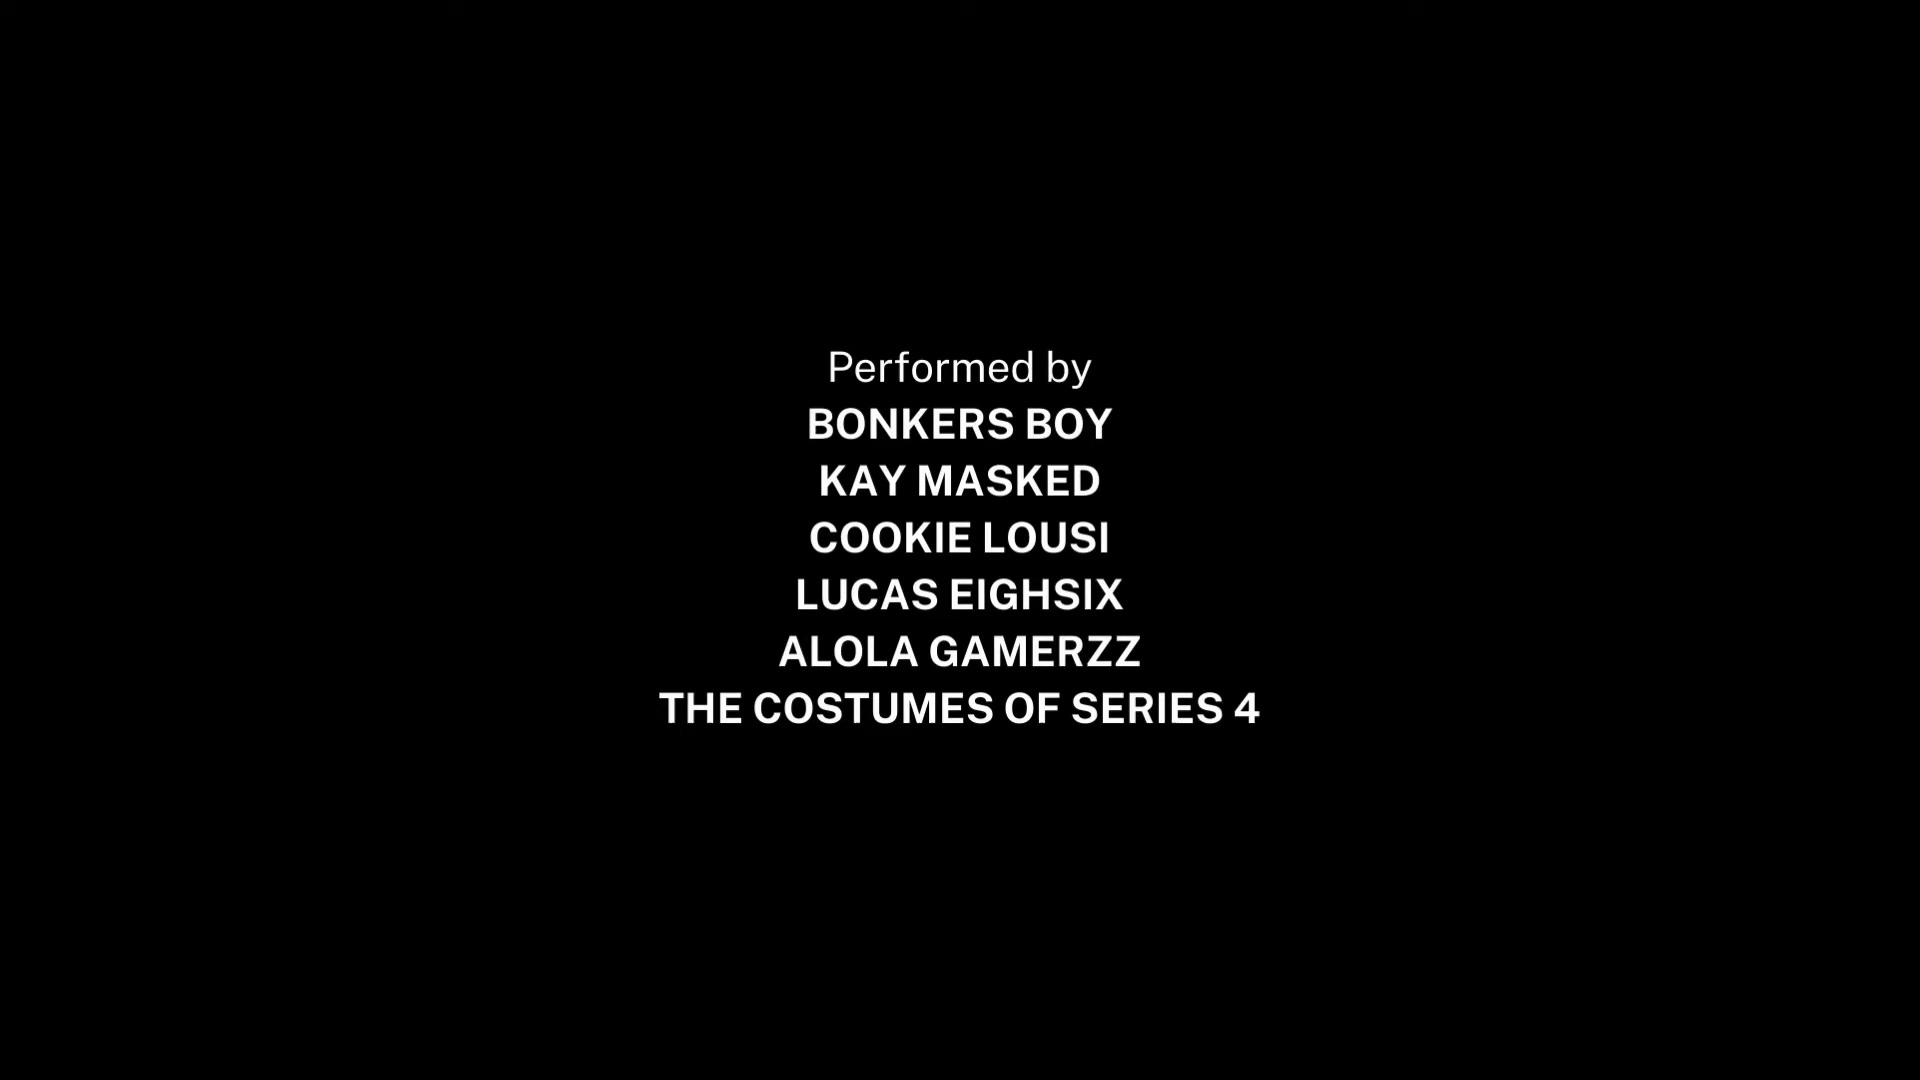 Performed by
BONKERS BOY
KAY MASKED
COOKIE LOUSI
LUCAS EIGHSIX
ALOLA GAMERZZ
THE COSTUMES OF SERIES 4